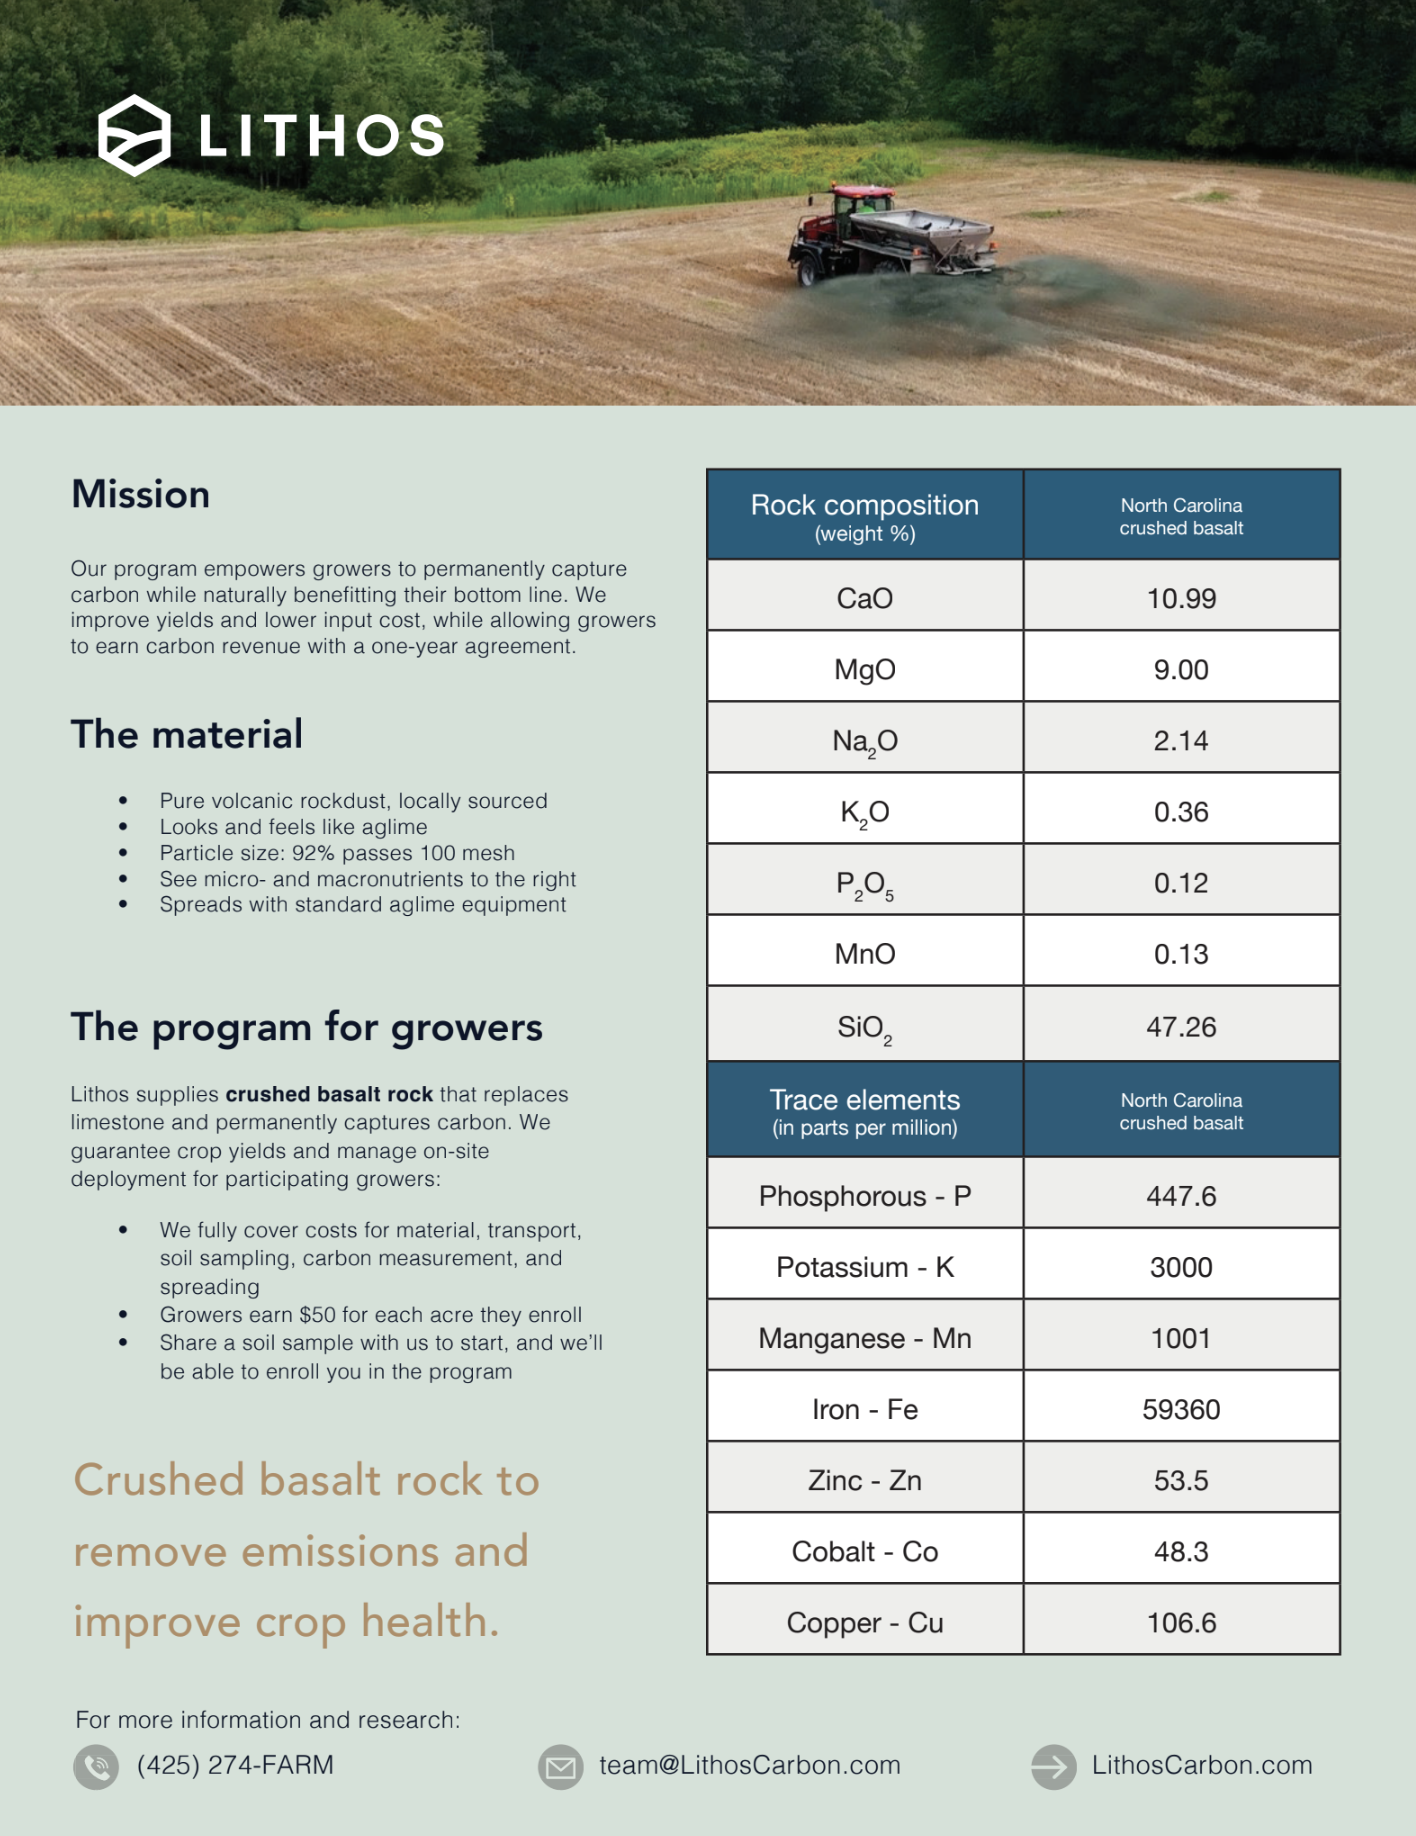 LITHOS
Mission
Our program empowers growers to permanently capture
carbon while naturally benefitting their bottom line. We
improve yields and lower input cost, while allowing growers
to earn carbon revenue with a one-year agreement.
The material
• Pure volcanic rockdust, locally sourced
• Looks and feels like aglime
• Particle size: 92% passes 100 mesh
• See micro- and macronutrients to the right
• Spreads with standard aglime equipment
The program for growers
Lithos supplies crushed basalt rock that replaces
limestone and permanently captures carbon. We
guarantee crop yields and manage on-site
deployment for participating growers:
• We fully cover costs for material, transport,
soil sampling, carbon measurement, and
spreading
• Growers earn $50 for each acre they enroll
• Share a soil sample with us to start, and we’ll
be able to enroll you in the program
Crushed basalt rock to
remove emissions and
improve crop health.
Rock composition
(weight %)
North Carolina
crushed basalt
CaO 10.99
MgO 9.00
Na₂O 2.14
K₂O 0.36
P₂O₅ 0.12
MnO 0.13
SiO₂ 47.26
Trace elements
(in parts per million)
North Carolina
crushed basalt
Phosphorous - P 447.6
Potassium - K 3000
Manganese - Mn 1001
Iron - Fe 59360
Zinc - Zn 53.5
Cobalt - Co 48.3
Copper - Cu 106.6
For more information and research:
(425) 274-FARM team@LithosCarbon.com LithosCarbon.com